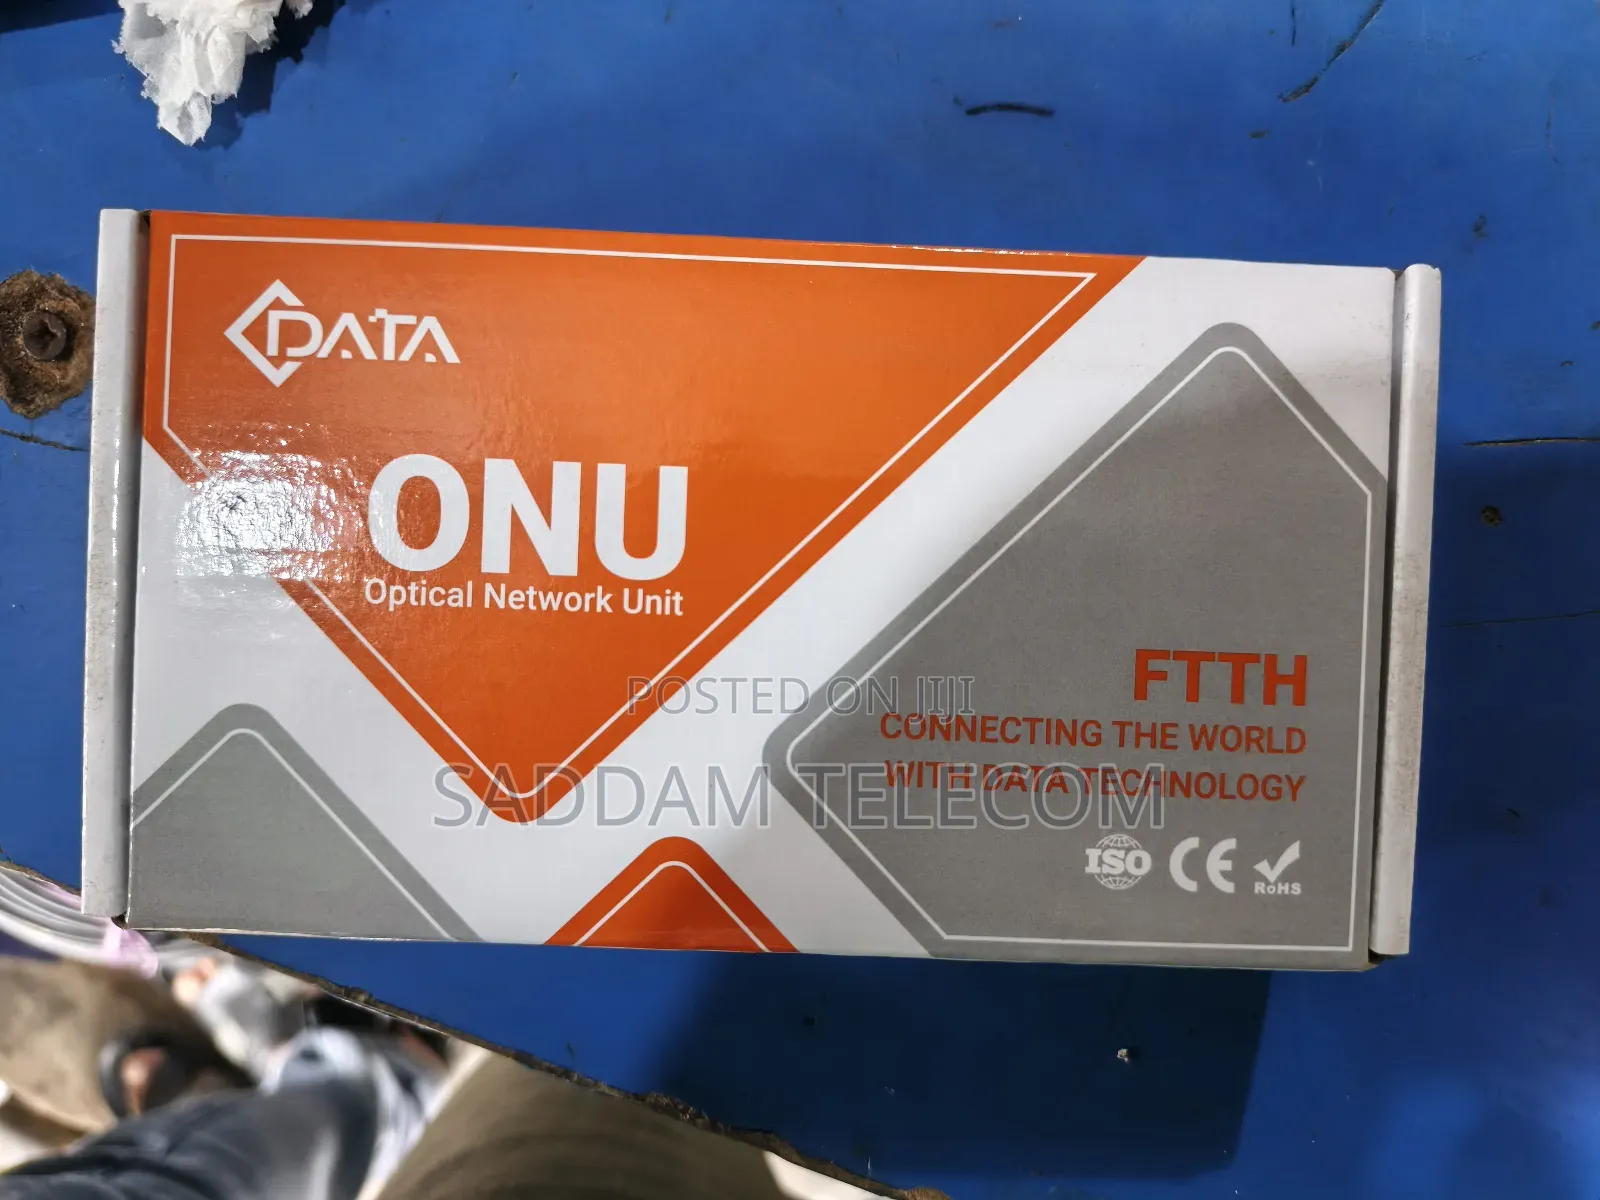 CDATA
ONU
Optical Network Unit
POSTED ON JIJI
FTTH
CONNECTING THE WORLD
WITH DATA TECHNOLOGY
SADDAM TELECOM
ISO CE RoHS